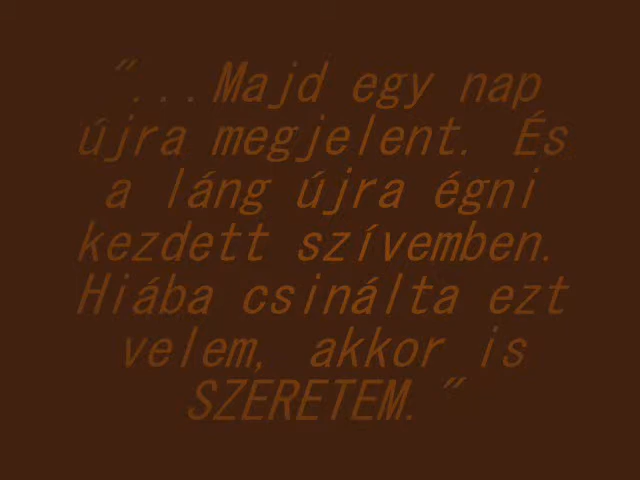 "...Majd egy nap
újra megjelent. És
a láng újra égni
kezdett szívemben.
Hiába csinálta ezt
velem, akkor is
SZERETEM."